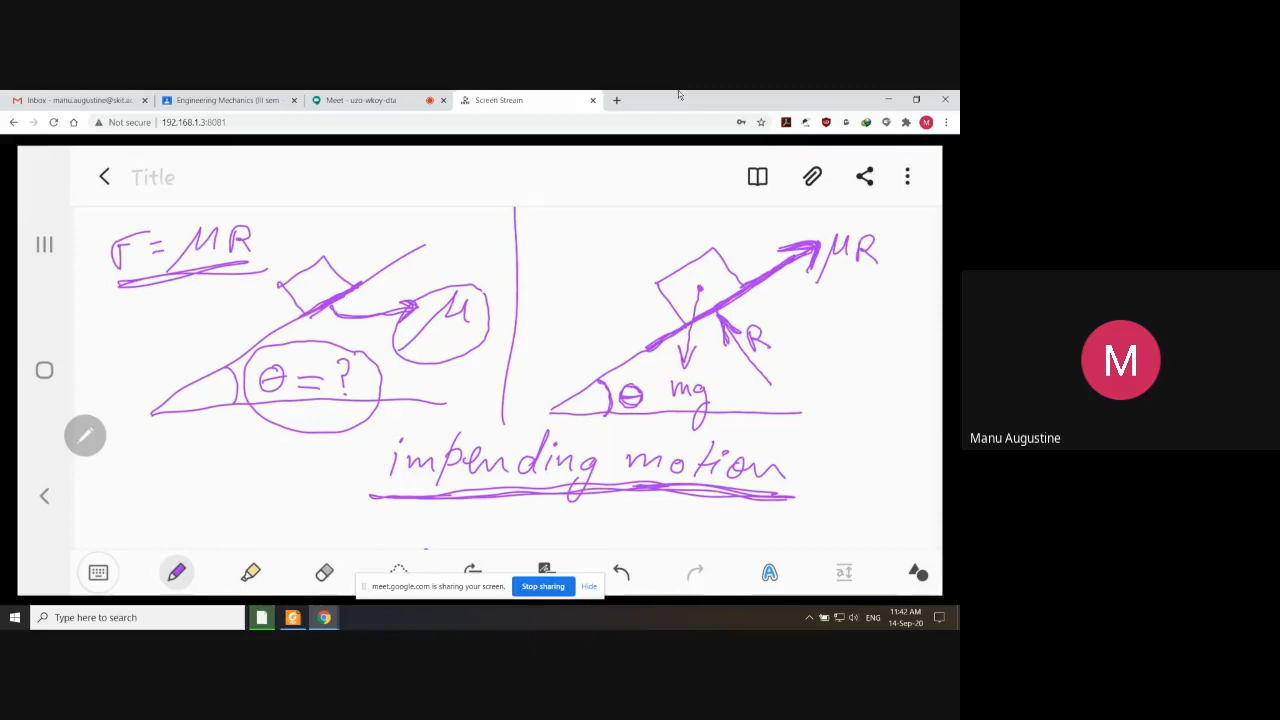 Inbox - manu.augustine@skit.ac
Engineering Mechanics (III sem
Meet - uzo-wkoy-dta
Screen Stream
Not secure
192.168.1.3:8081
M
Title
= μR
μ
θ = ?
μR
R
θ
mg
impending motion
M
Manu Augustine
meet.google.com is sharing your screen.
Stop sharing
Hide
Type here to search
ENG
11:42 AM
14-Sep-20